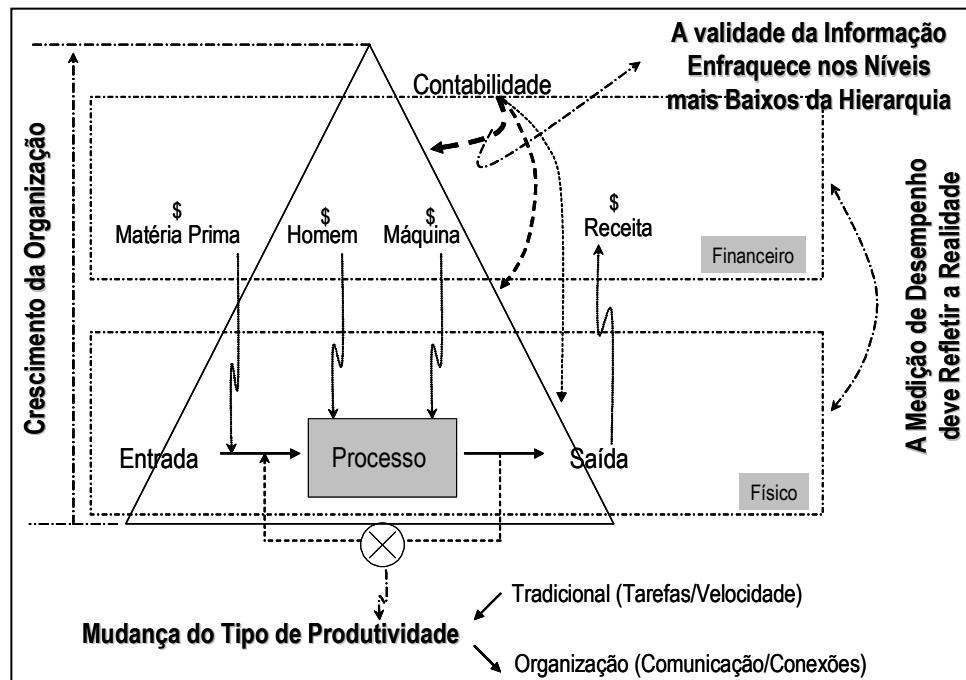 A validade da Informação
Enfraquece nos Níveis
mais Baixos da Hierarquia
Contabilidade
Crescimento da Organização
$
Matéria Prima
$
Homem
$
Máquina
$
Receita
Financeiro
A Medição de Desempenho
deve Refletir a Realidade
Entrada
Processo
Saída
Físico
Tradicional (Tarefas/Velocidade)
Mudança do Tipo de Produtividade
Organização (Comunicação/Conexões)